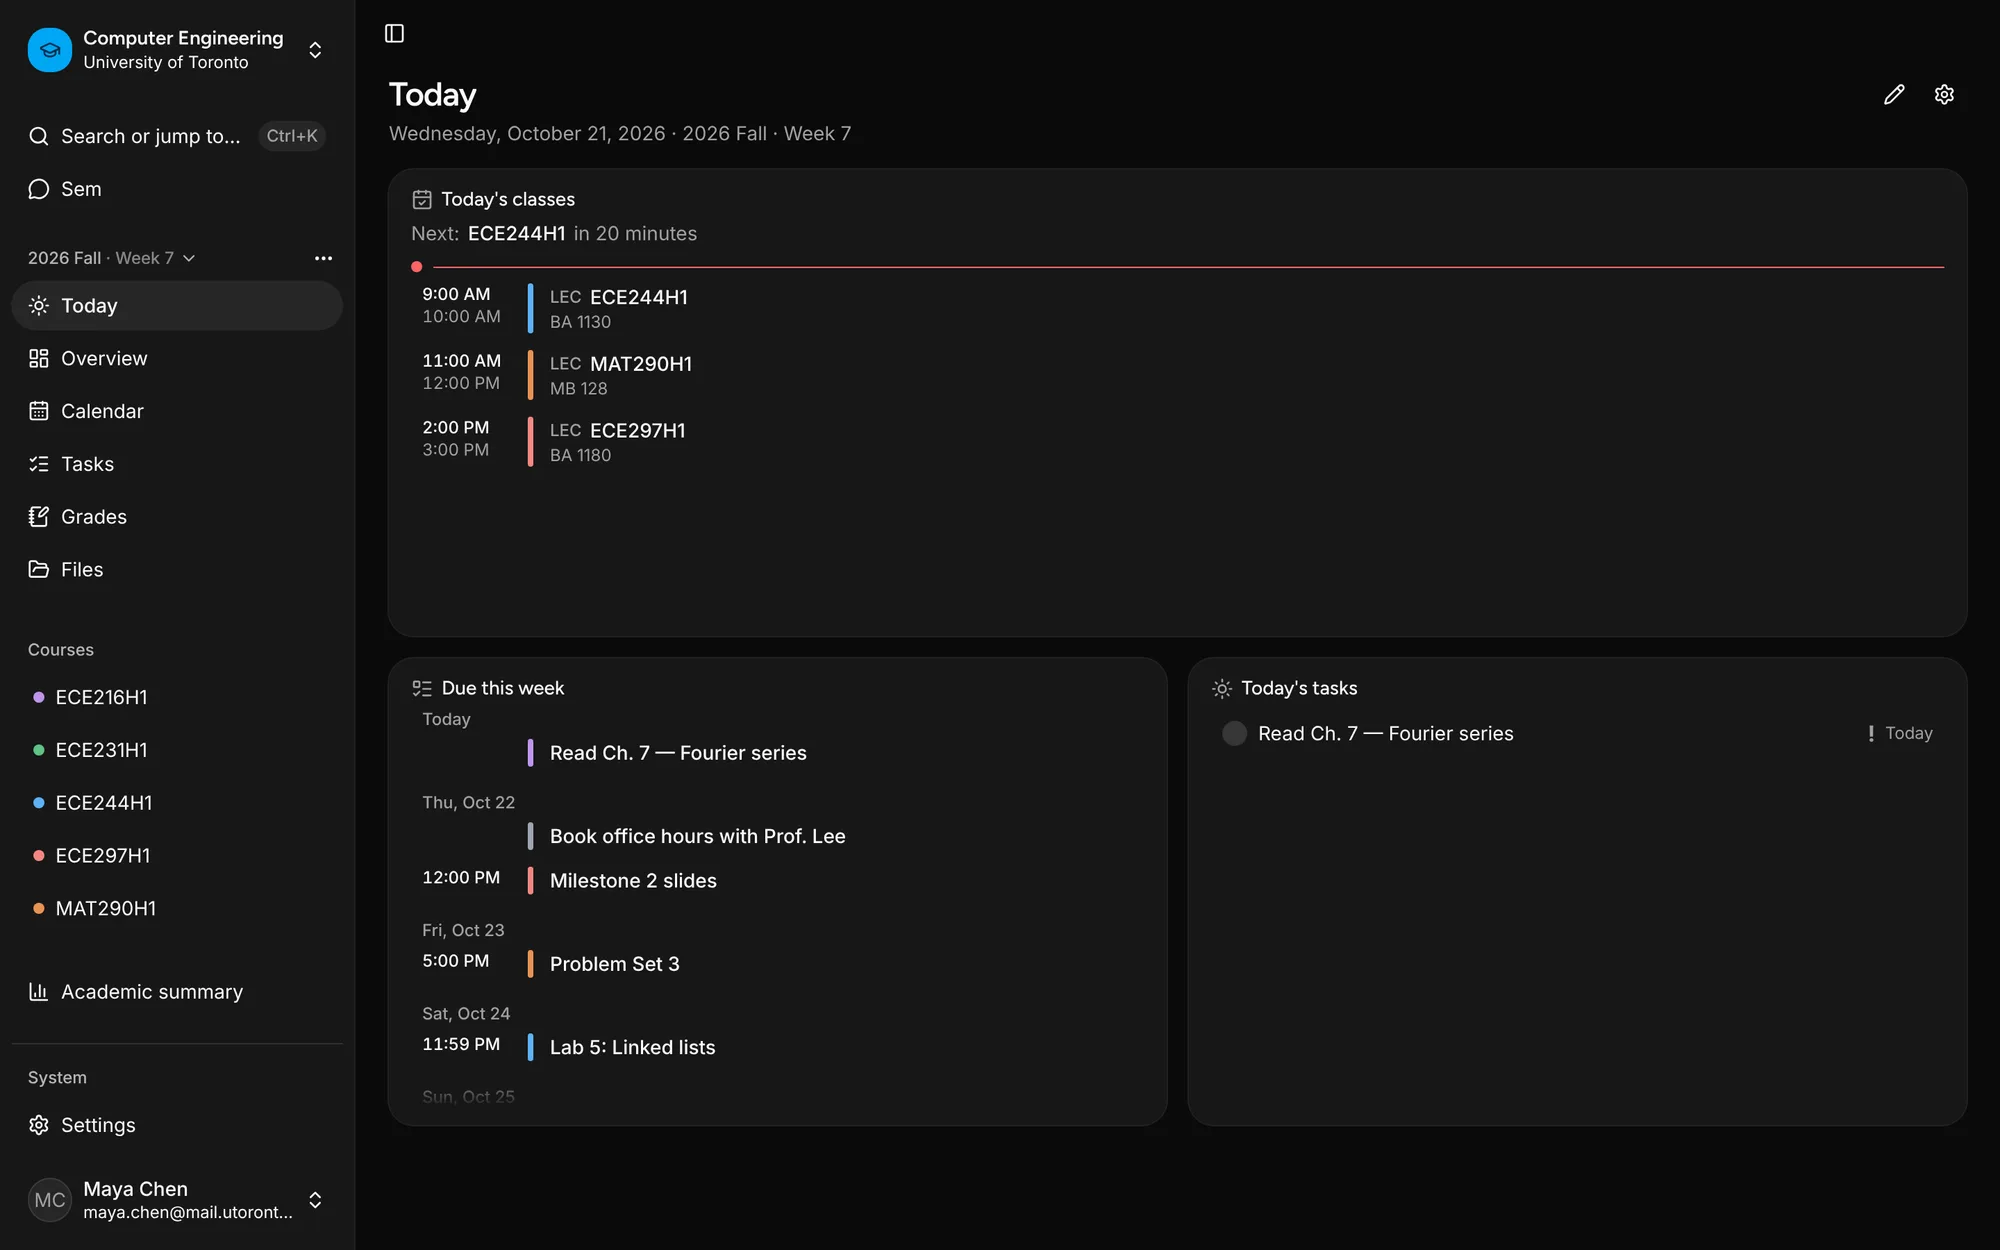 Computer Engineering
University of Toronto
Search or jump to... Ctrl+K
Sem
2026 Fall · Week 7
Today
Overview
Calendar
Tasks
Grades
Files
Courses
ECE216H1
ECE231H1
ECE244H1
ECE297H1
MAT290H1
Academic summary
System
Settings
MC
Maya Chen
maya.chen@mail.utoront...
Today
Wednesday, October 21, 2026 · 2026 Fall · Week 7
Today's classes
Next: ECE244H1 in 20 minutes
9:00 AM LEC ECE244H1
10:00 AM BA 1130
11:00 AM LEC MAT290H1
12:00 PM MB 128
2:00 PM LEC ECE297H1
3:00 PM BA 1180
Due this week
Today
Read Ch. 7 — Fourier series
Thu, Oct 22
Book office hours with Prof. Lee
12:00 PM Milestone 2 slides
Fri, Oct 23
5:00 PM Problem Set 3
Sat, Oct 24
11:59 PM Lab 5: Linked lists
Sun, Oct 25
Today's tasks
Read Ch. 7 — Fourier series ! Today